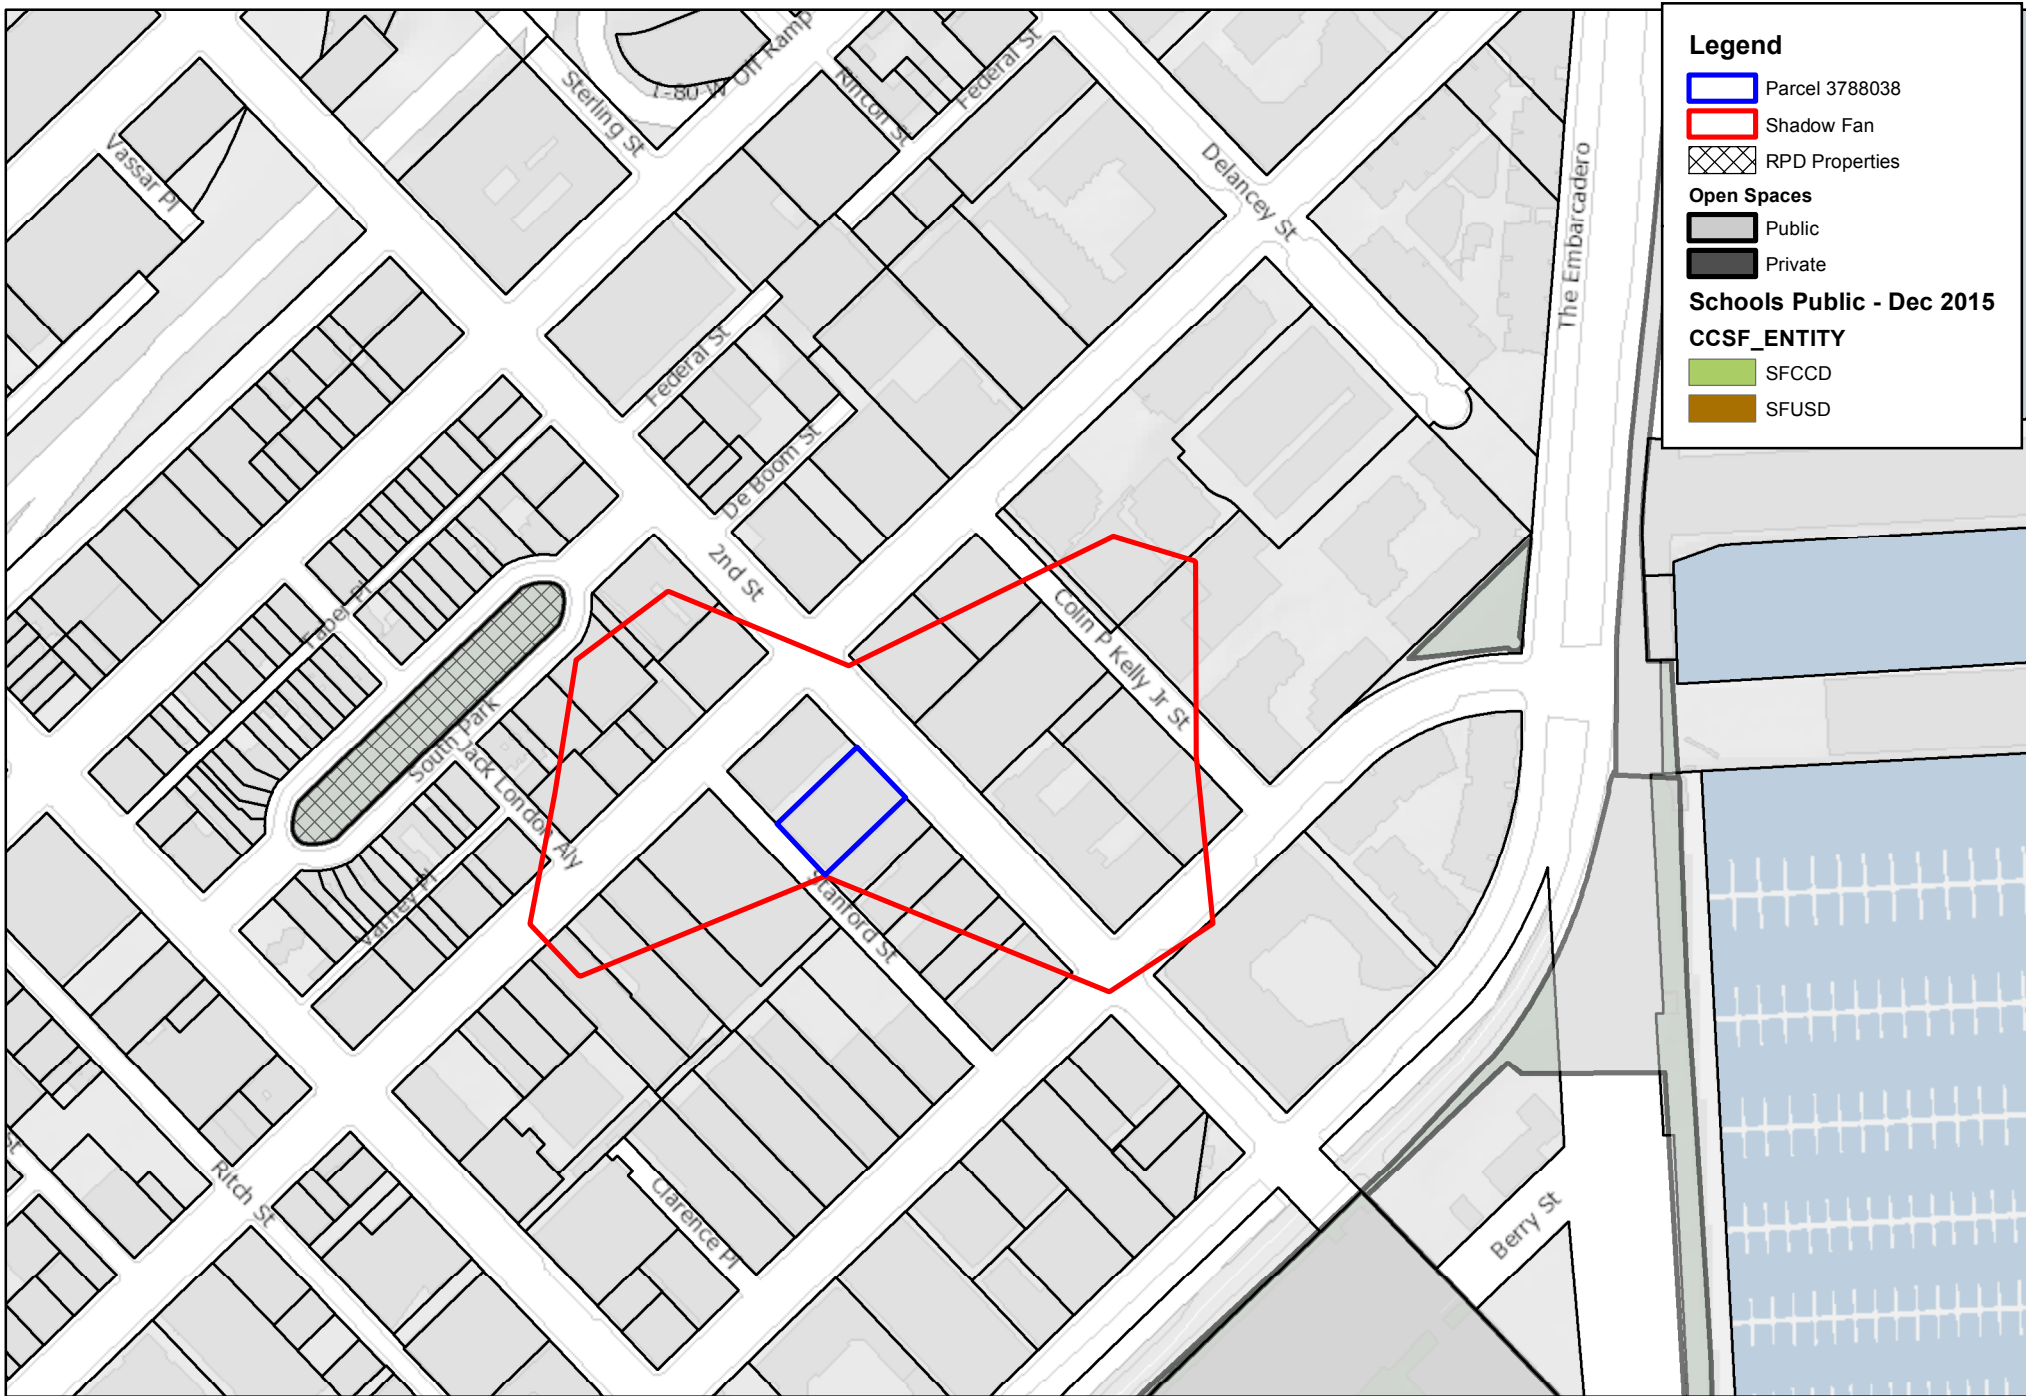 Legend
Parcel 3788038
Shadow Fan
RPD Properties
Open Spaces
Public
Private
Schools Public - Dec 2015
CCSF_ENTITY
SFCCD
SFUSD
I-80 W Off Ramp
Sterling St
Rincon St
Federal St
Vassar Pl
Delancey St
The Embarcadero
Federal St
De Boom St
2nd St
Taber Pl
Colin P Kelly Jr St
South Park
Jack London Aly
Varney Pl
Stanford St
St
Ritch St
Clarence Pl
Berry St